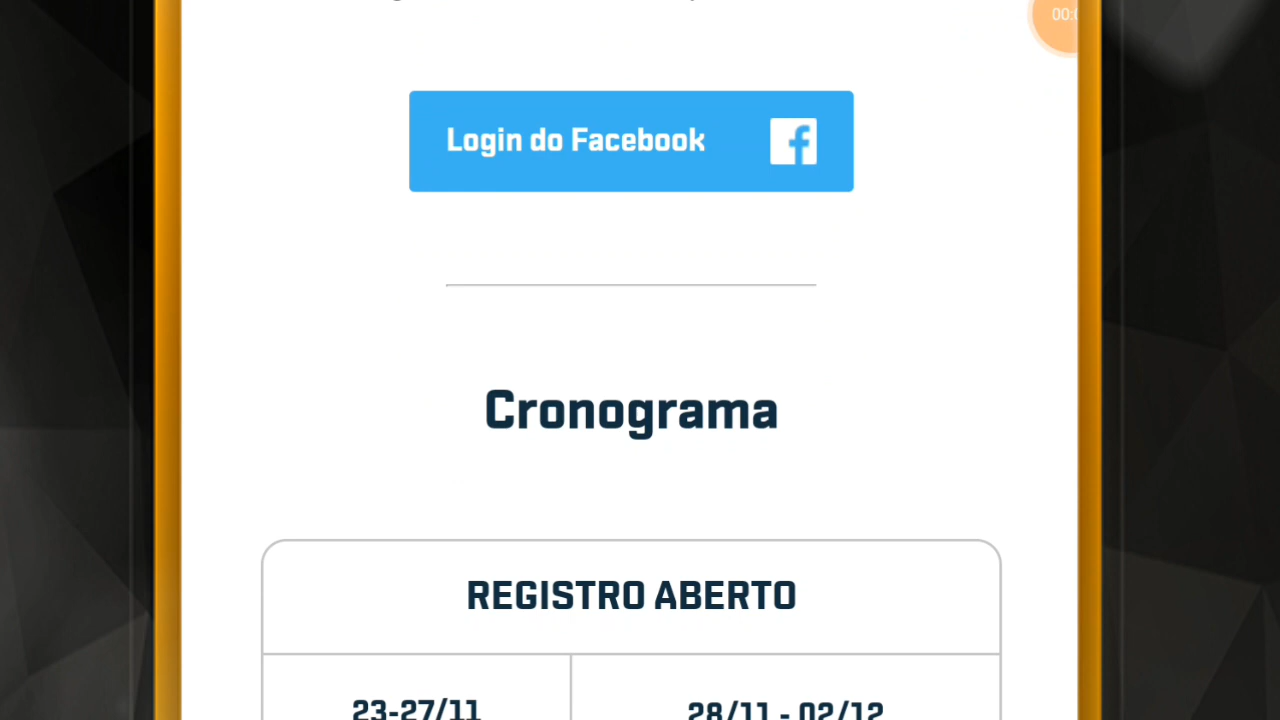 Login do Facebook
Cronograma
REGISTRO ABERTO
23-27/11
28/11 - 02/12